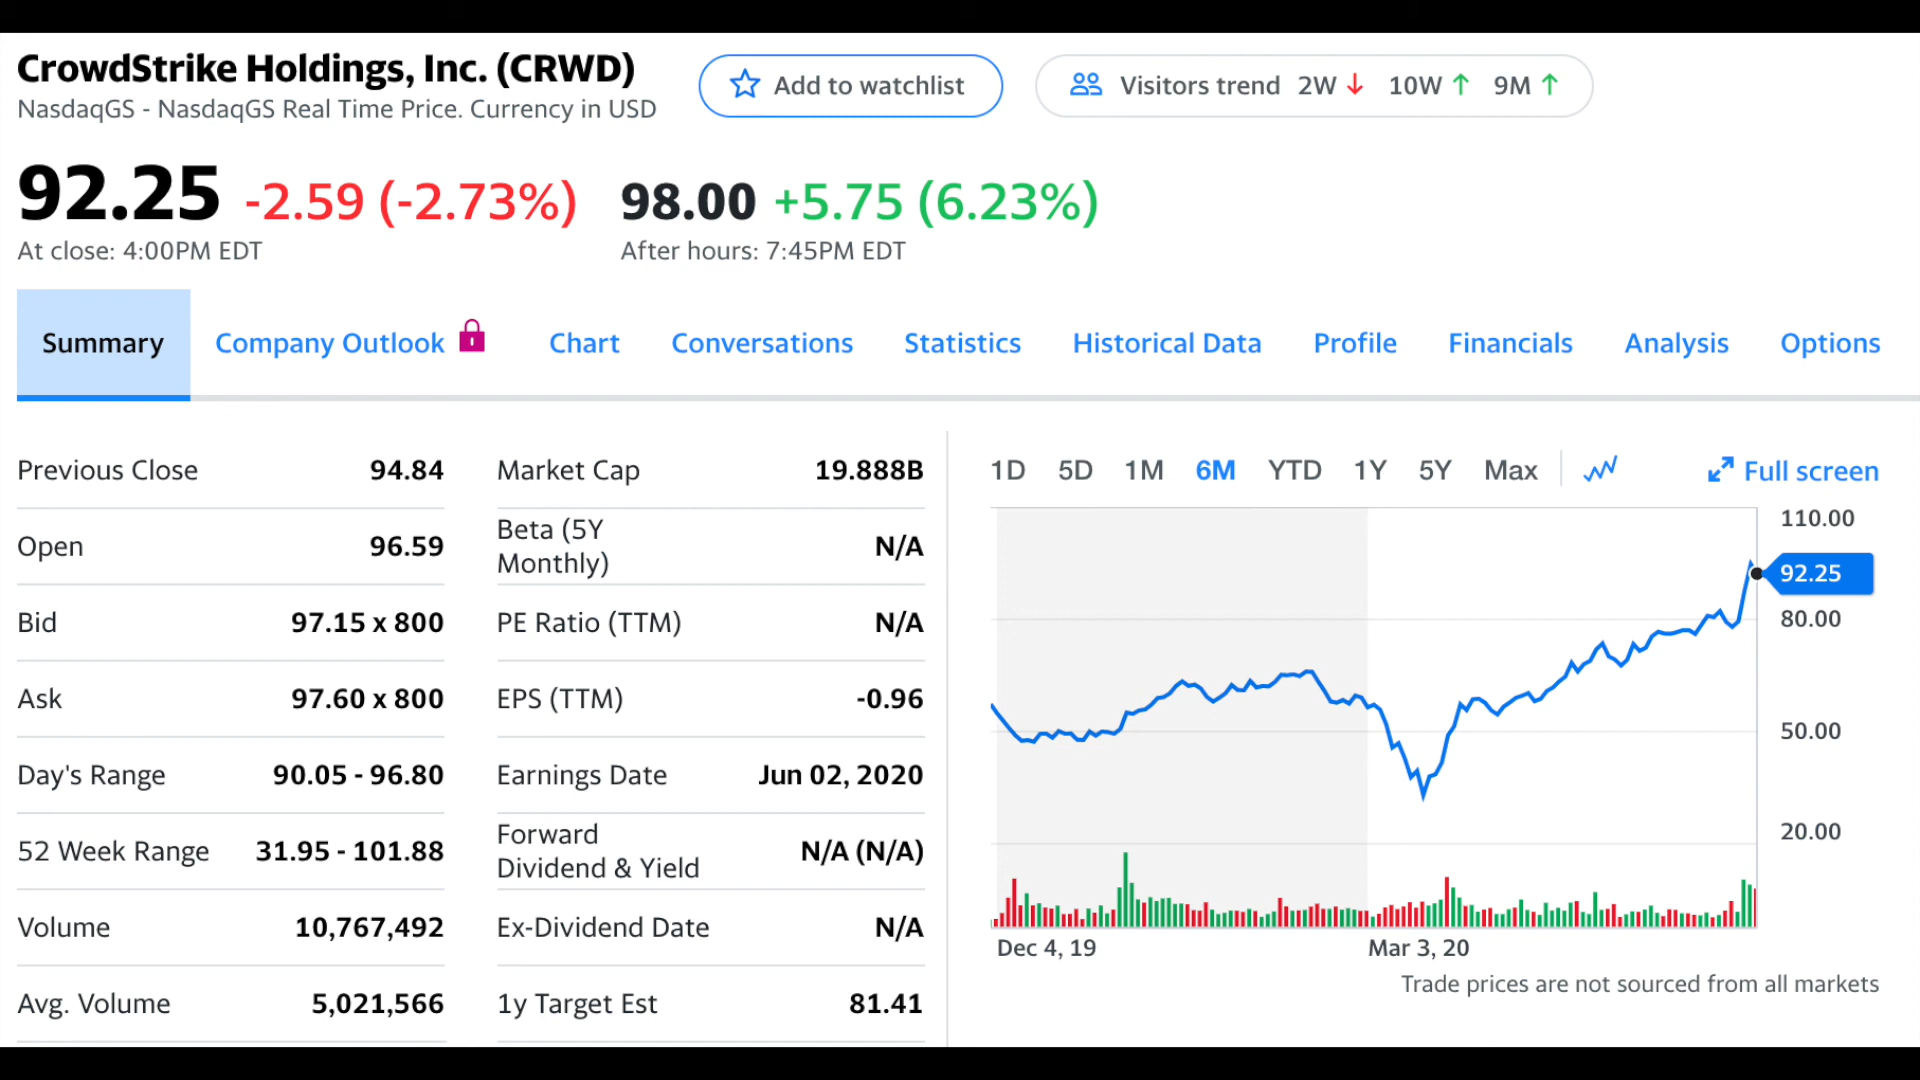 CrowdStrike Holdings, Inc. (CRWD)
NasdaqGS - NasdaqGS Real Time Price. Currency in USD
Add to watchlist
Visitors trend 2W ↓ 10W ↑ 9M ↑
92.25 -2.59 (-2.73%)
At close: 4:00PM EDT
98.00 +5.75 (6.23%)
After hours: 7:45PM EDT
Summary Company Outlook Chart Conversations Statistics Historical Data Profile Financials Analysis Options
Previous Close 94.84
Open 96.59
Bid 97.15 x 800
Ask 97.60 x 800
Day's Range 90.05 - 96.80
52 Week Range 31.95 - 101.88
Volume 10,767,492
Avg. Volume 5,021,566
Market Cap 19.888B
Beta (5Y
Monthly) N/A
PE Ratio (TTM) N/A
EPS (TTM) -0.96
Earnings Date Jun 02, 2020
Forward
Dividend & Yield N/A (N/A)
Ex-Dividend Date N/A
1y Target Est 81.41
1D 5D 1M 6M YTD 1Y 5Y Max Full screen
110.00
92.25
80.00
50.00
20.00
Dec 4, 19 Mar 3, 20
Trade prices are not sourced from all markets